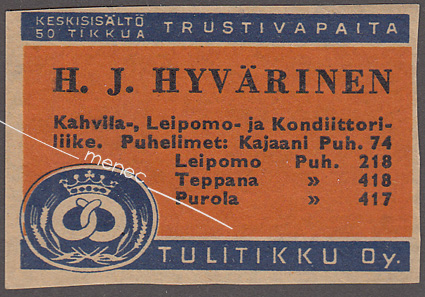 KESKISISÄLTÖ TRUSTIVAPAITA
50 TIKKUA
H. J. HYVÄRINEN
Kahvila-, Leipomo- ja Kondiittori-
liike. Puhelimet: Kajaani Puh. 74
Leipomo Puh. 218
Teppana » 418
Purola » 417
menec
TULITIKKU Oy.